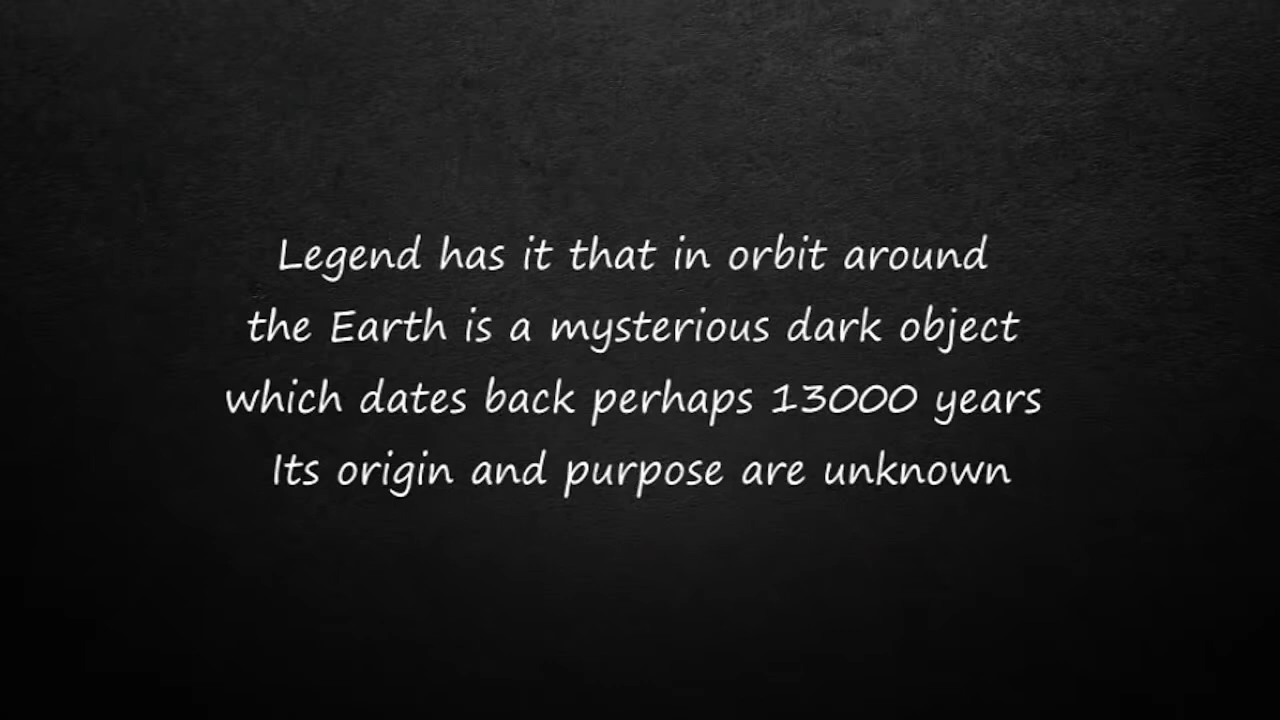 Legend has it that in orbit around
the Earth is a mysterious dark object
which dates back perhaps 13000 years
Its origin and purpose are unknown